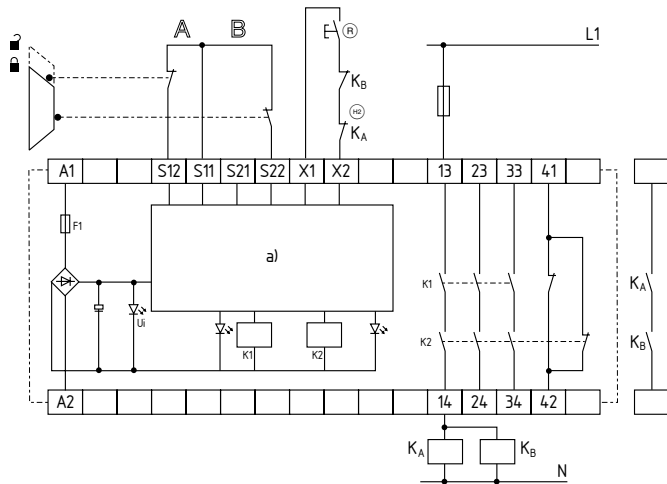 A B
R
L1
KB
H2
KA
A1 S12 S11 S21 S22 X1 X2 13 23 33 41
F1
a)
K1
KA
Ui
K1 K2
K2
KB
A2 14 24 34 42
KA KB
N